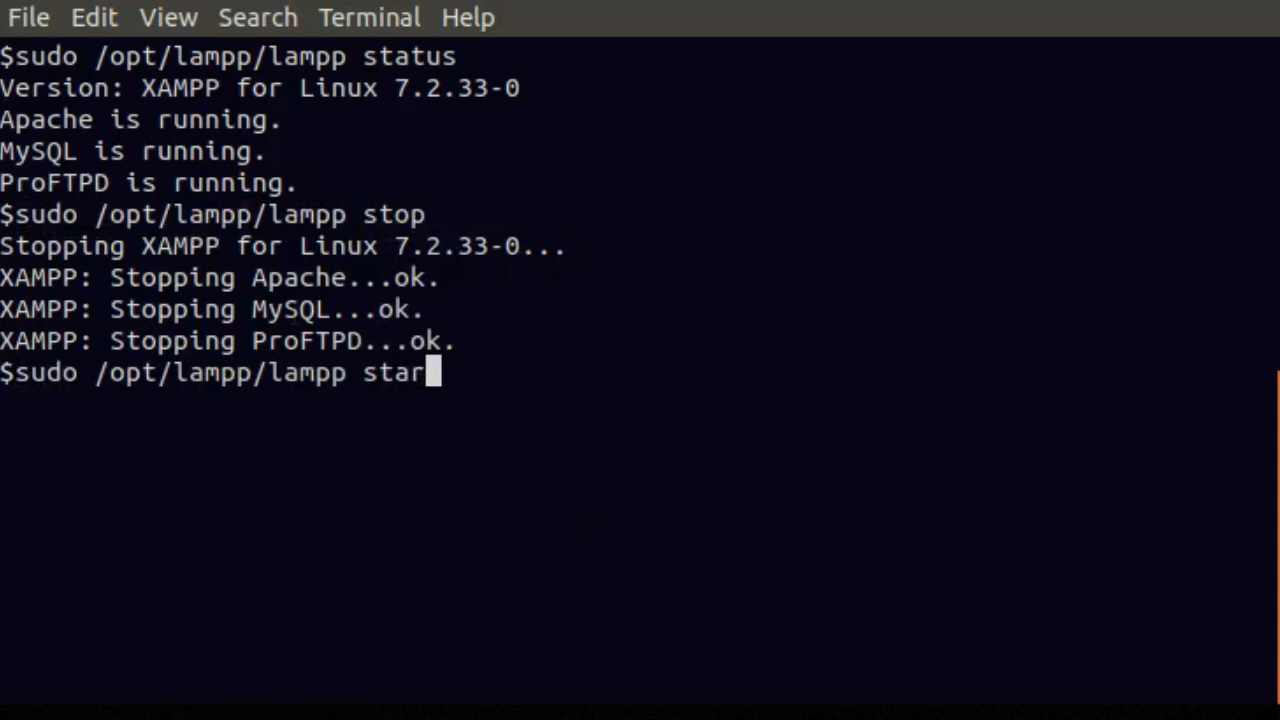 File Edit View Search Terminal Help
$sudo /opt/lampp/lampp status
Version: XAMPP for Linux 7.2.33-0
Apache is running.
MySQL is running.
ProFTPD is running.
$sudo /opt/lampp/lampp stop
Stopping XAMPP for Linux 7.2.33-0...
XAMPP: Stopping Apache...ok.
XAMPP: Stopping MySQL...ok.
XAMPP: Stopping ProFTPD...ok.
$sudo /opt/lampp/lampp star